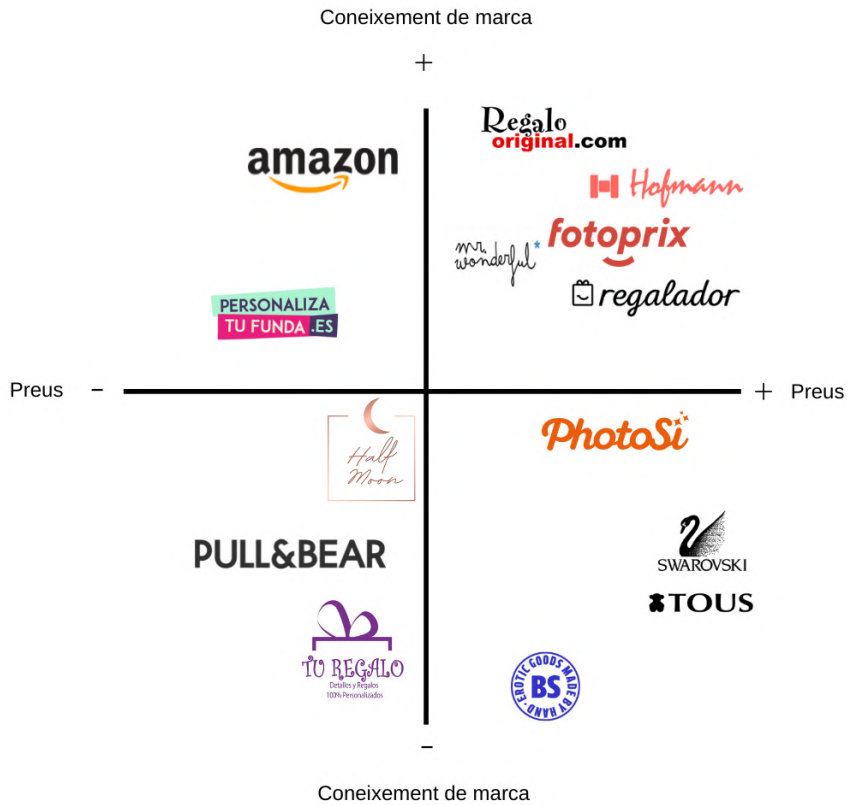 Coneixement de marca
+
amazon
Regalo
original.com
Hofmann
fotoprix
mr.
wonderful*
regalador
PERSONALIZA
TU FUNDA .ES
Preus -
+ Preus
Half
Moon
PhotoSi
PULL&BEAR
SWAROVSKI
TOUS
TU REGALO
Detalles y Regalos
100% Personalizados
EROTIC GOODS MADE BY HAND
BS
-
Coneixement de marca